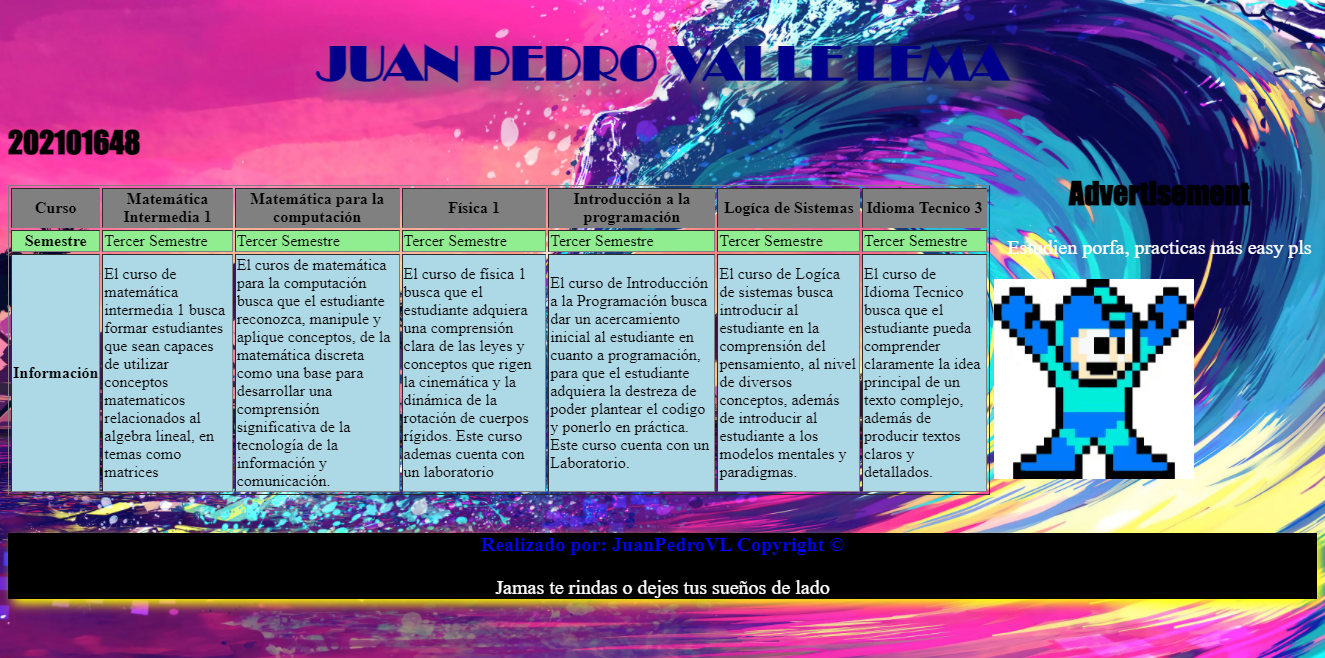 JUAN PEDRO VALLE LEMA
202101648
Curso
Matemática
Intermedia 1
Matemática para la
computación
Física 1
Introducción a la
programación
Logíca de Sistemas
Idioma Tecnico 3
Semestre
Tercer Semestre
Tercer Semestre
Tercer Semestre
Tercer Semestre
Tercer Semestre
Tercer Semestre
Información
El curso de
matemática
intermedia 1 busca
formar estudiantes
que sean capaces
de utilizar
conceptos
matematicos
relacionados al
algebra lineal, en
temas como
matrices
El curos de matemática
para la computación
busca que el estudiante
reconozca, manipule y
aplique conceptos, de la
matemática discreta
como una base para
desarrollar una
comprensión
significativa de la
tecnología de la
información y
comunicación.
El curso de física 1
busca que el
estudiante adquiera
una comprensión
clara de las leyes y
conceptos que rigen
la cinemática y la
dinámica de la
rotación de cuerpos
rígidos. Este curso
ademas cuenta con
un laboratorio
El curso de Introducción
a la Programación busca
dar un acercamiento
inicial al estudiante en
cuanto a programación,
para que el estudiante
adquiera la destreza de
poder plantear el codigo
y ponerlo en práctica.
Este curso cuenta con un
Laboratorio.
El curso de Logíca
de sistemas busca
introducir al
estudiante en la
comprensión del
pensamiento, al nivel
de diversos
conceptos, además
de introducir al
estudiante a los
modelos mentales y
paradigmas.
El curso de
Idioma Tecnico
busca que el
estudiante pueda
comprender
claramente la idea
principal de un
texto complejo,
además de
producir textos
claros y
detallados.
Advertisement
Estudien porfa, practicas más easy pls
Realizado por: JuanPedroVL Copyright ©
Jamas te rindas o dejes tus sueños de lado